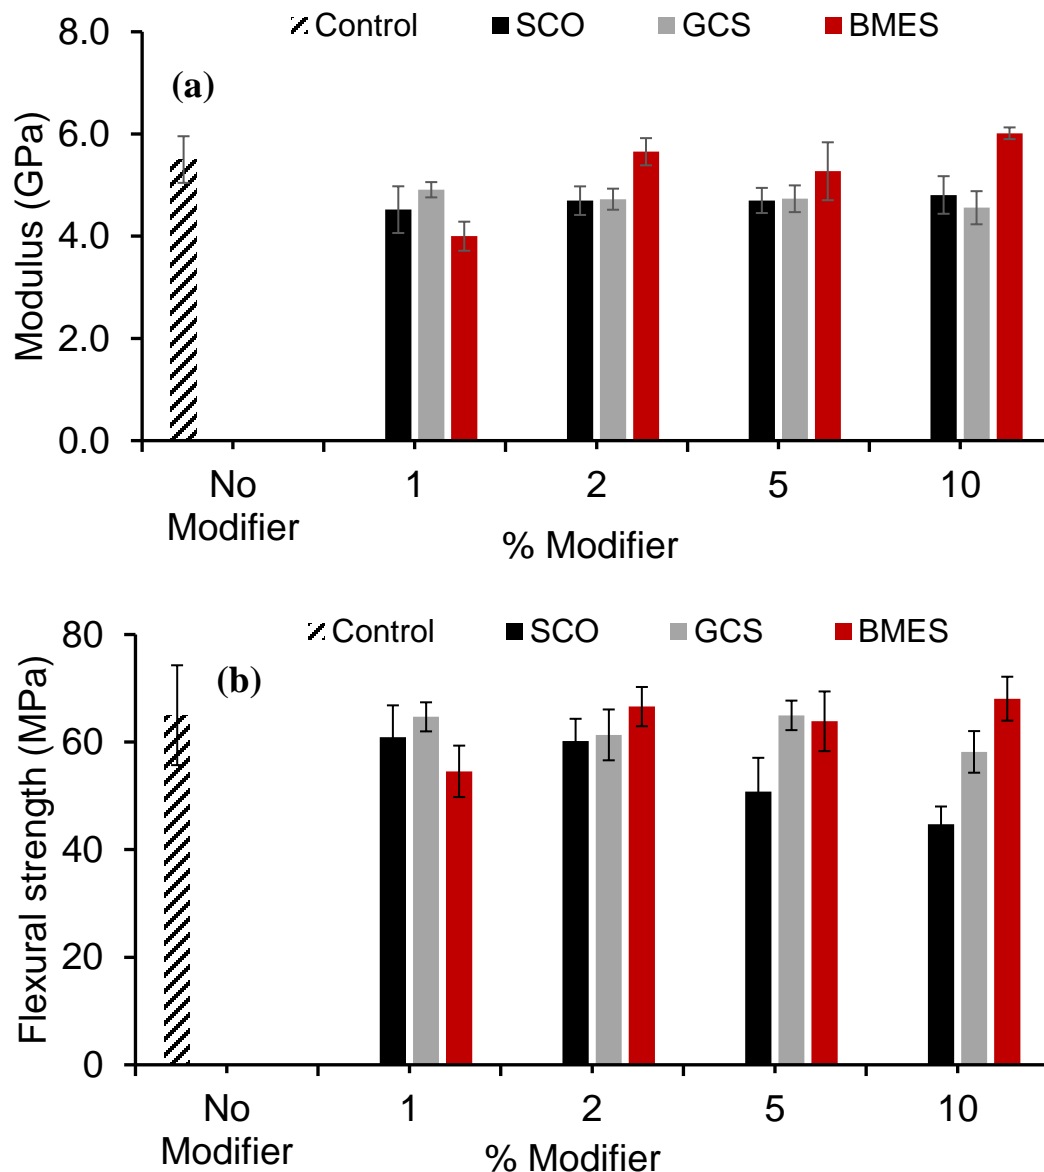 Control SCO GCS BMES
(a)
8.0
6.0
4.0
2.0
0.0
Modulus (GPa)
No 1 2 5 10
Modifier
% Modifier
Control SCO GCS BMES
(b)
80
60
40
20
0
Flexural strength (MPa)
No 1 2 5 10
Modifier
% Modifier